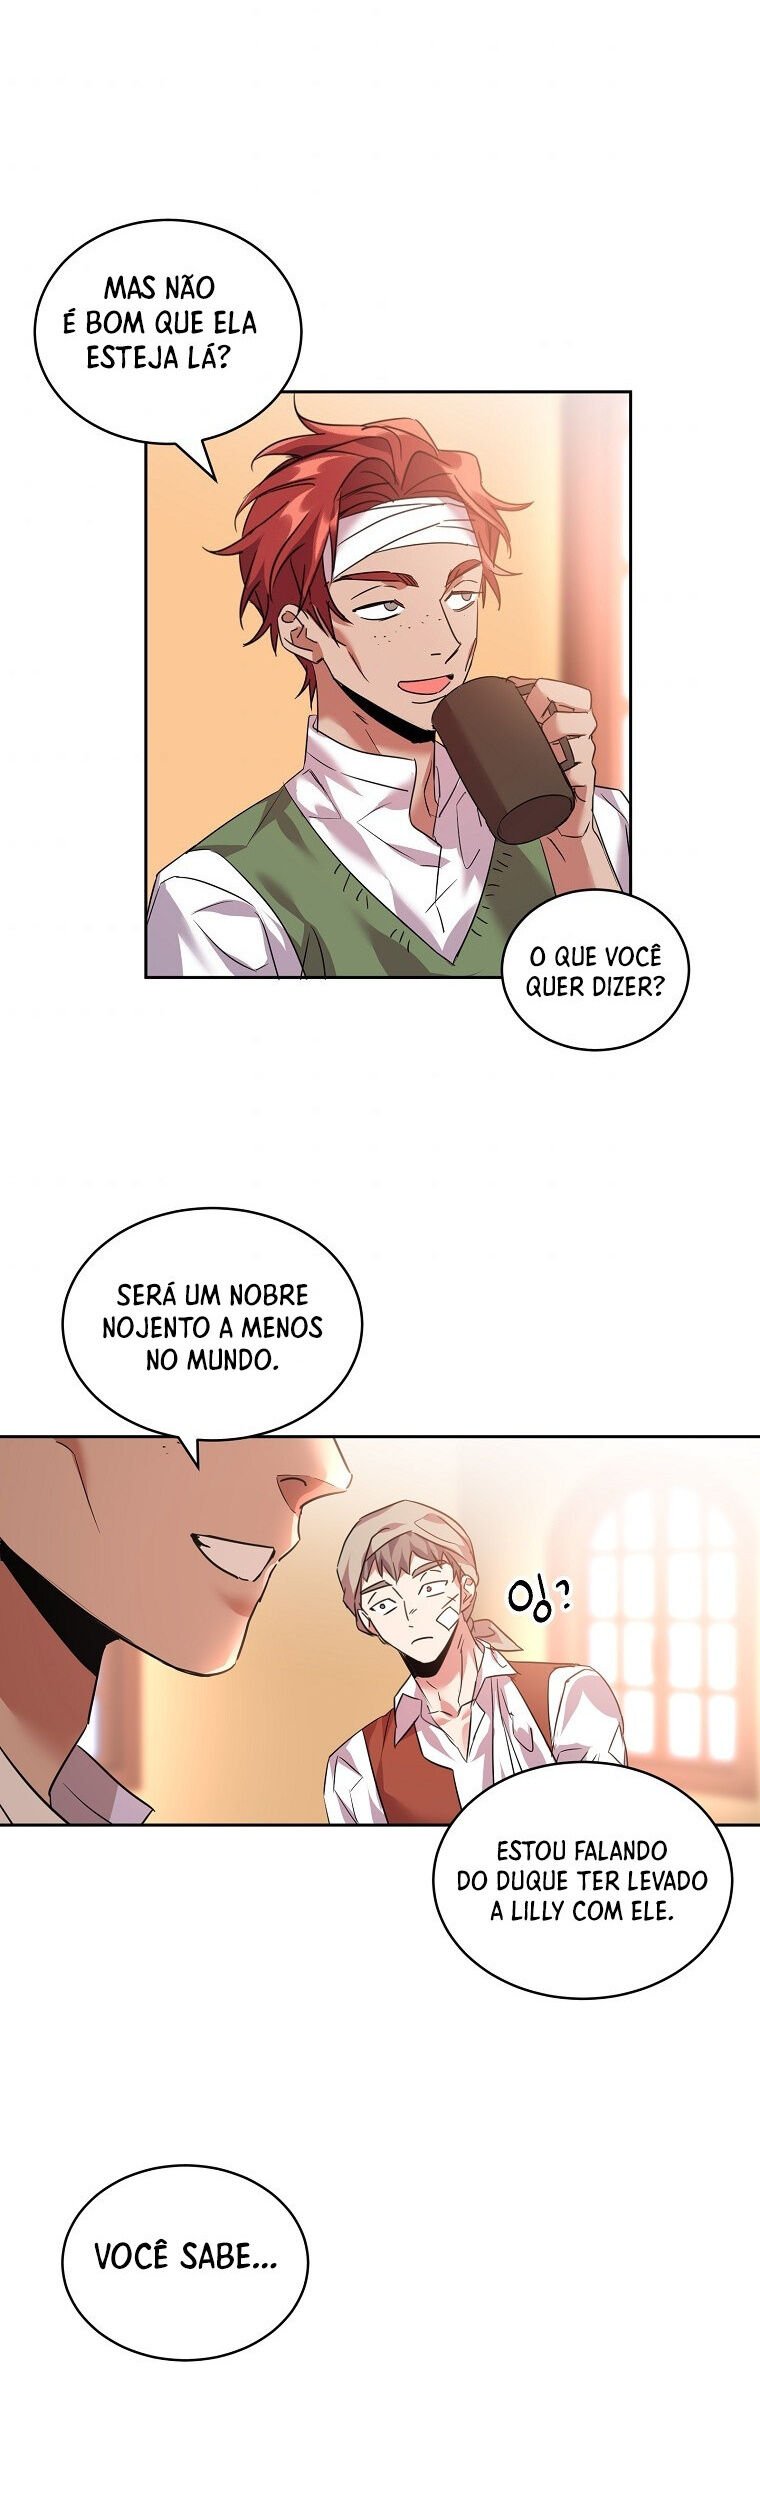 MAS NÃO
É BOM QUE ELA
ESTEJA LÁ?
O QUE VOCÊ
QUER DIZER?
SERÁ UM NOBRE
NOJENTO A MENOS
NO MUNDO.
잉?
ESTOU FALANDO
DO DUQUE TER LEVADO
A LILLY COM ELE.
VOCÊ SABE...